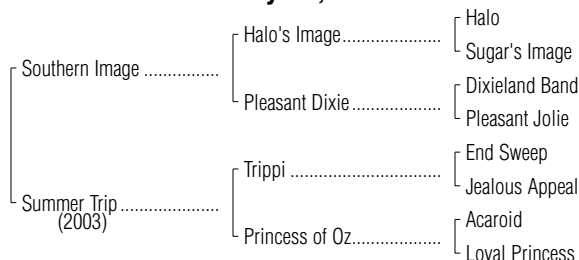 Halo
Halo's Image
Sugar's Image
Southern Image
Dixieland Band
Pleasant Dixie
Pleasant Jolie
End Sweep
Trippi
Jealous Appeal
Summer Trip
(2003)
Acaroid
Princess of Oz
Loyal Princess